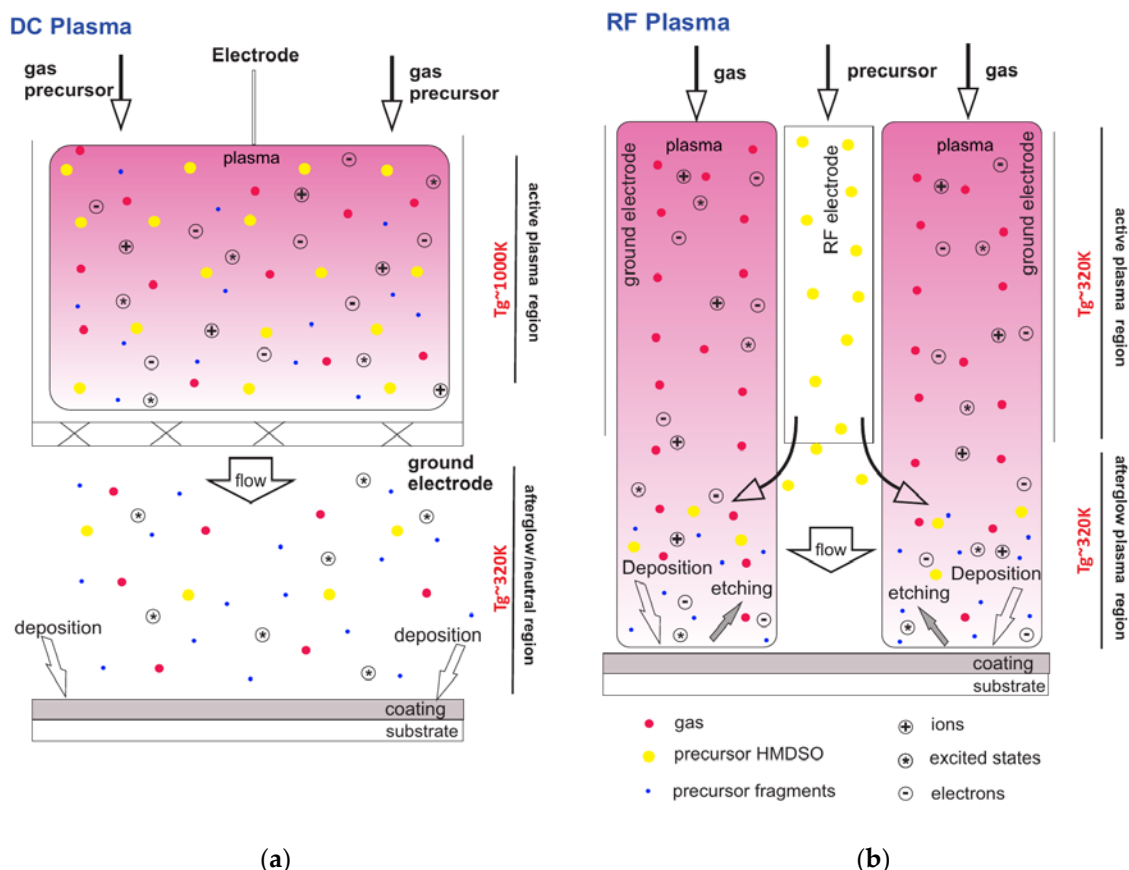 DC Plasma
gas
precursor
Electrode
gas
precursor
plasma
active plasma region
Tg~1000K
flow
ground
electrode
afterglow/neutral region
Tg~320K
deposition
deposition
coating
substrate
(a)
RF Plasma
gas
precursor
gas
plasma
plasma
ground electrode
RF electrode
ground electrode
active plasma region
Tg~320K
afterglow plasma region
Tg~320K
flow
Deposition
etching
etching
Deposition
coating
substrate
gas
precursor HMDSO
precursor fragments
ions
excited states
electrons
(b)